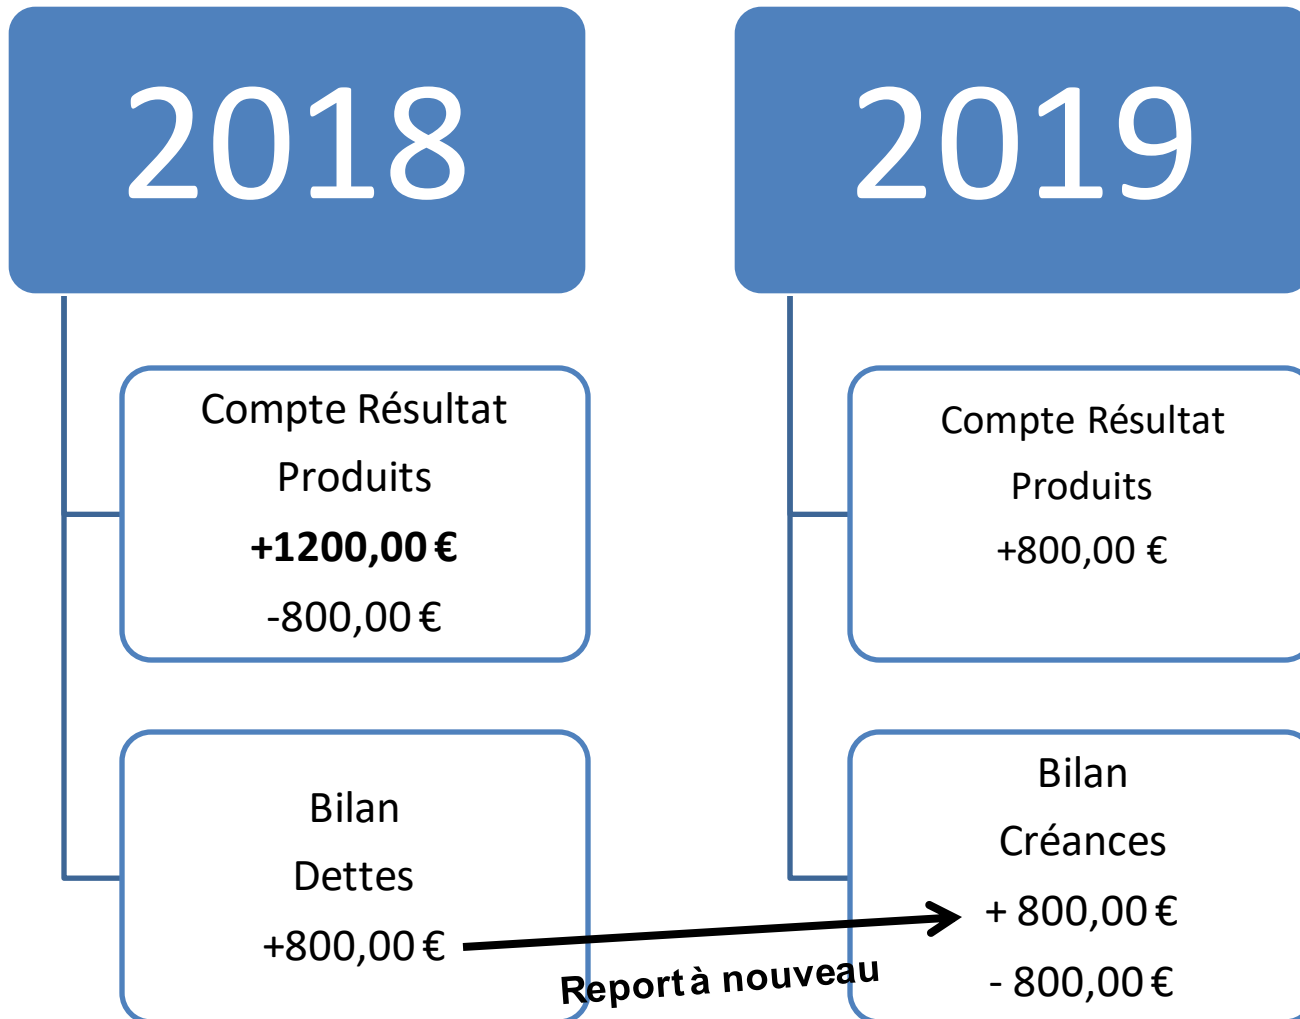 2018
Compte Résultat
Produits
+1200,00 €
-800,00 €
Bilan
Dettes
+800,00 €
Report à nouveau
2019
Compte Résultat
Produits
+800,00 €
Bilan
Créances
+ 800,00 €
- 800,00 €